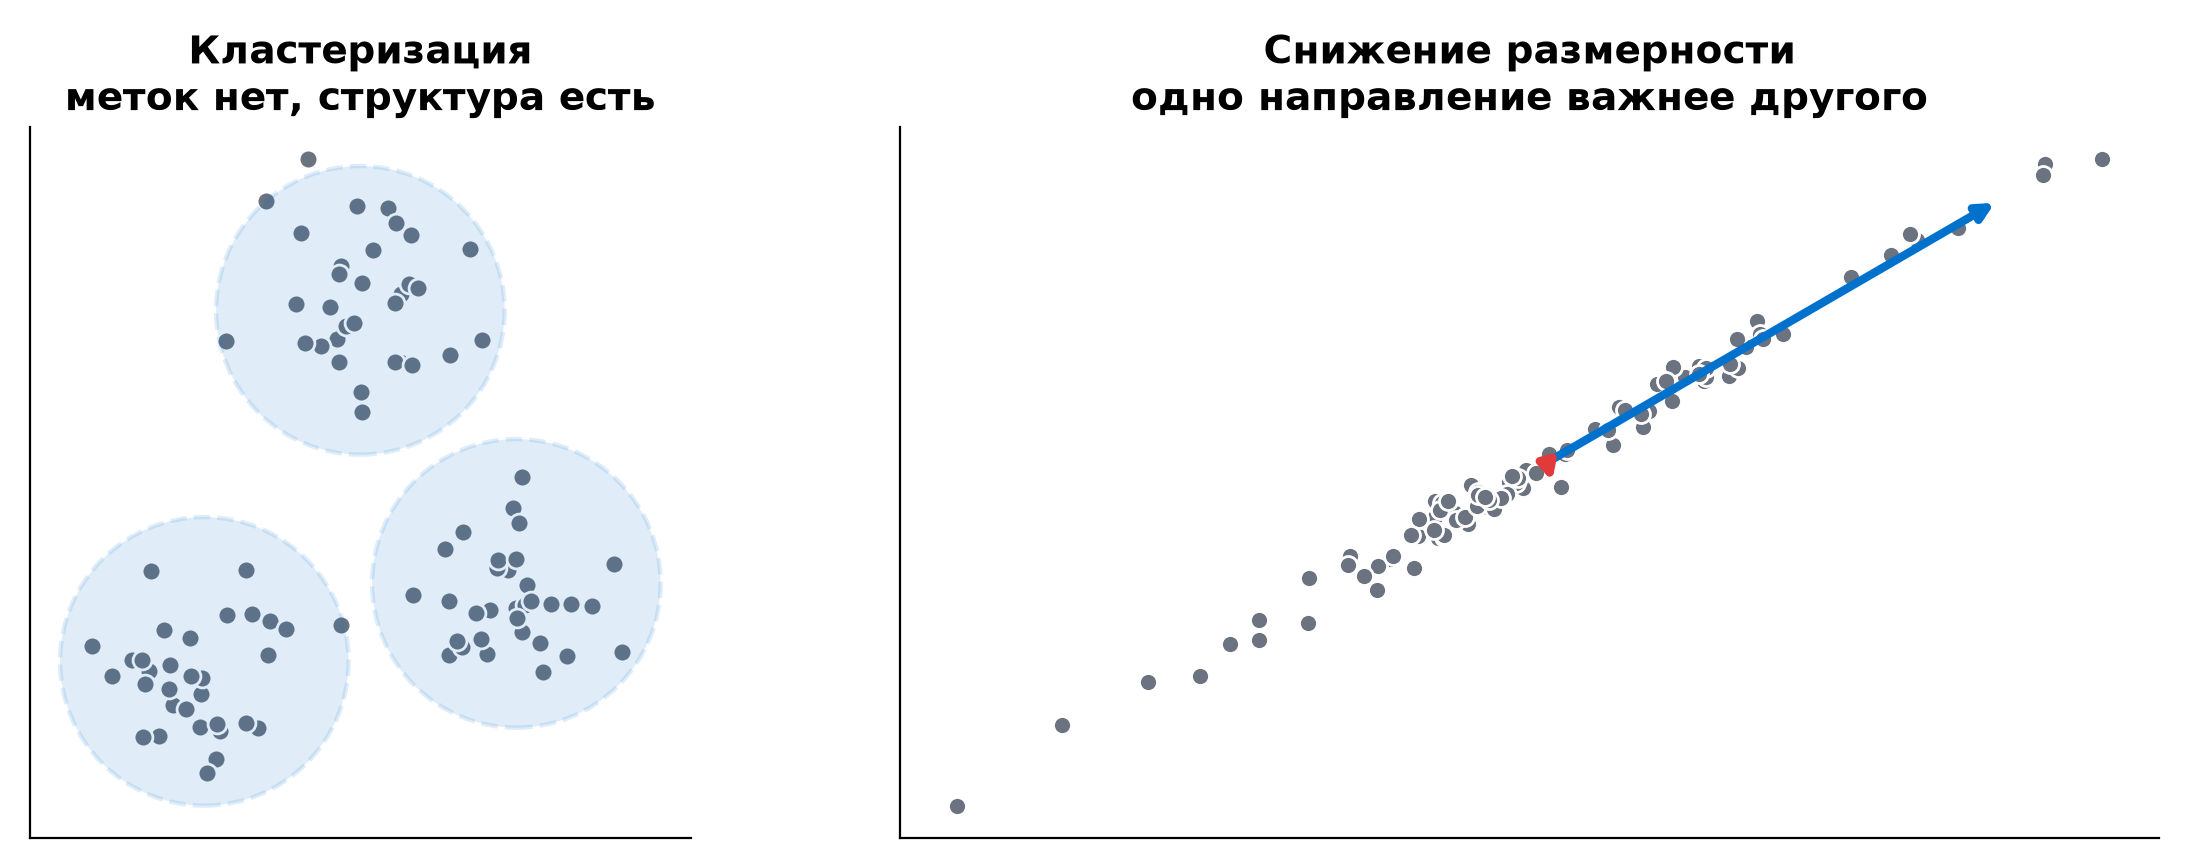 Кластеризация
меток нет, структура есть
Снижение размерности
одно направление важнее другого